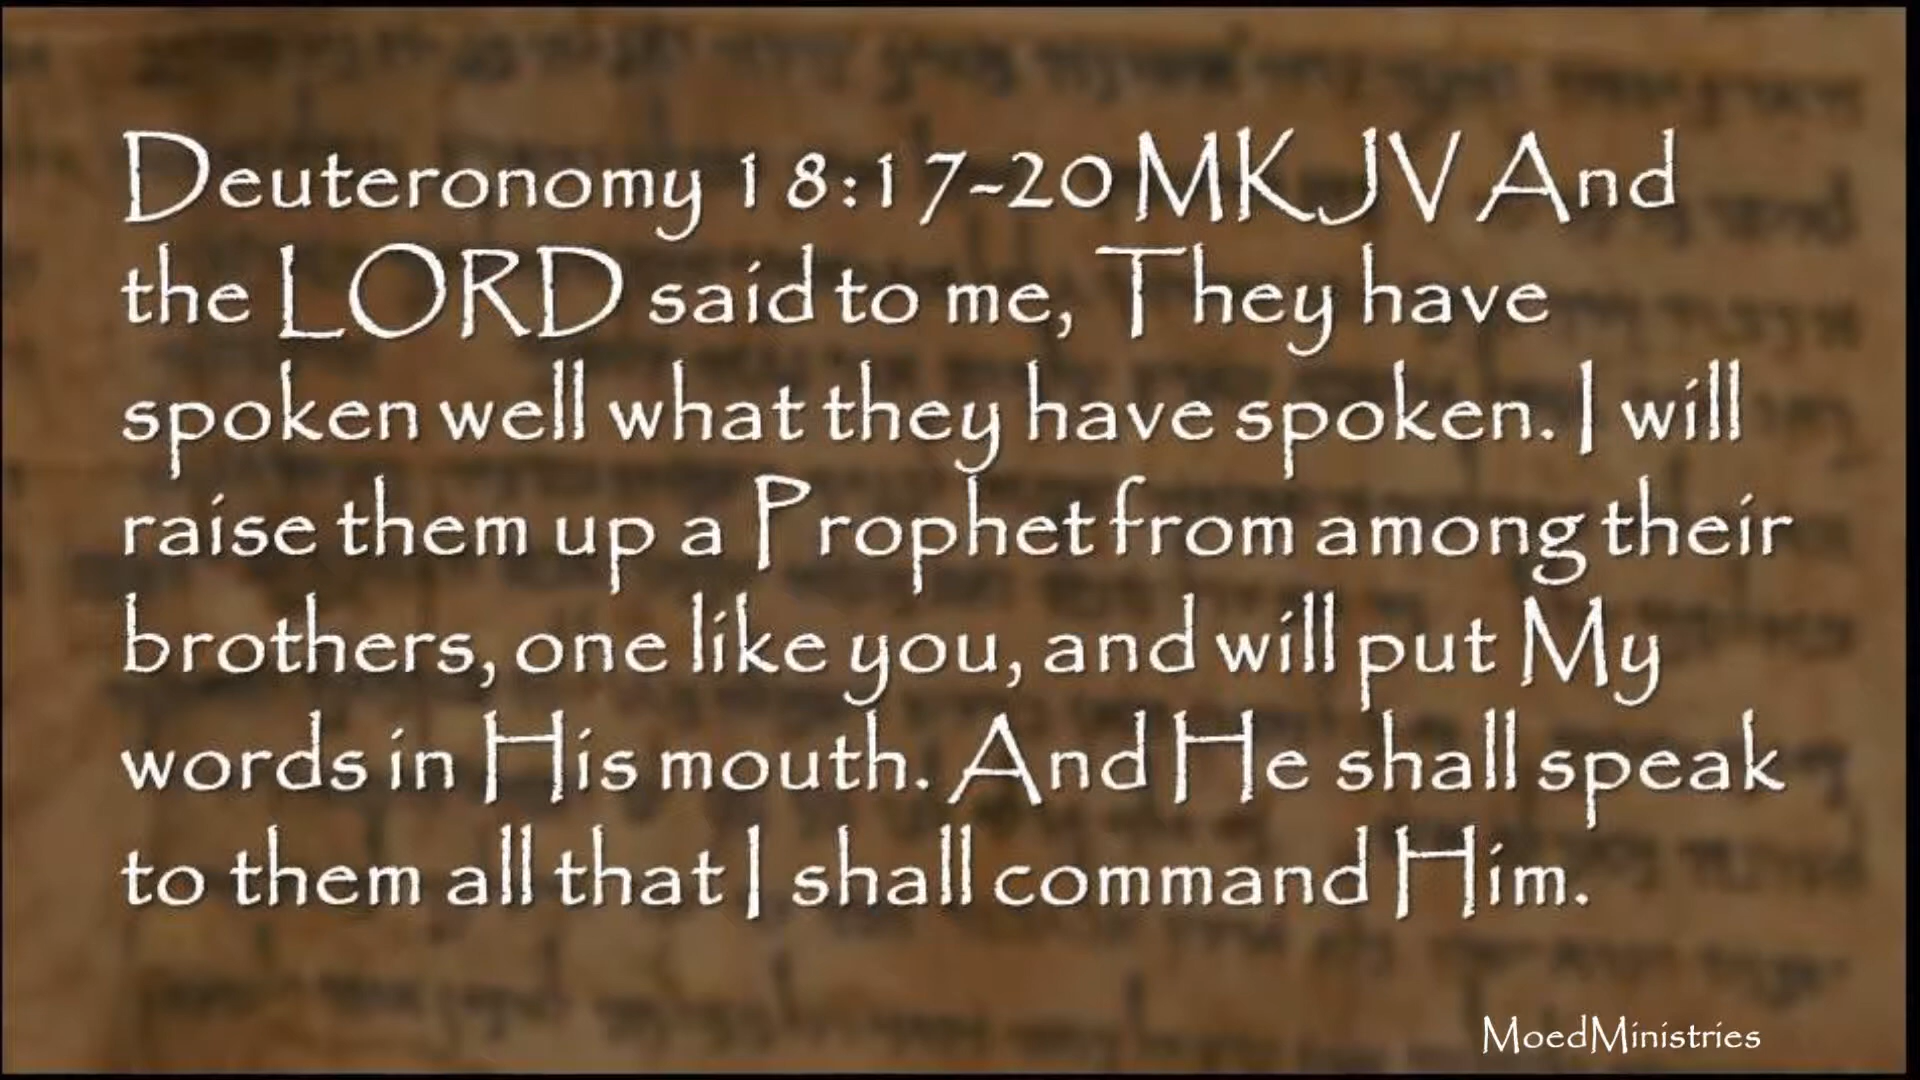 Deuteronomy 18:17-20 MKJV And
the LORD said to me, They have
spoken well what they have spoken. I will
raise them up a Prophet from among their
brothers, one like you, and will put My
words in His mouth. And He shall speak
to them all that I shall command Him.
MoedMinistries